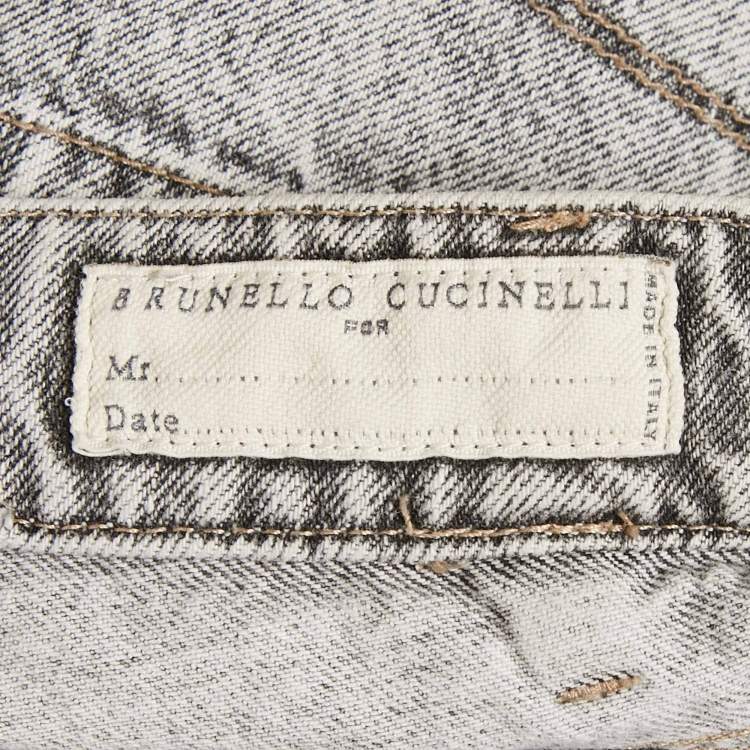 BRUNELLO CUCINELLI
FOR
Mr.
Date
MADE IN ITALY